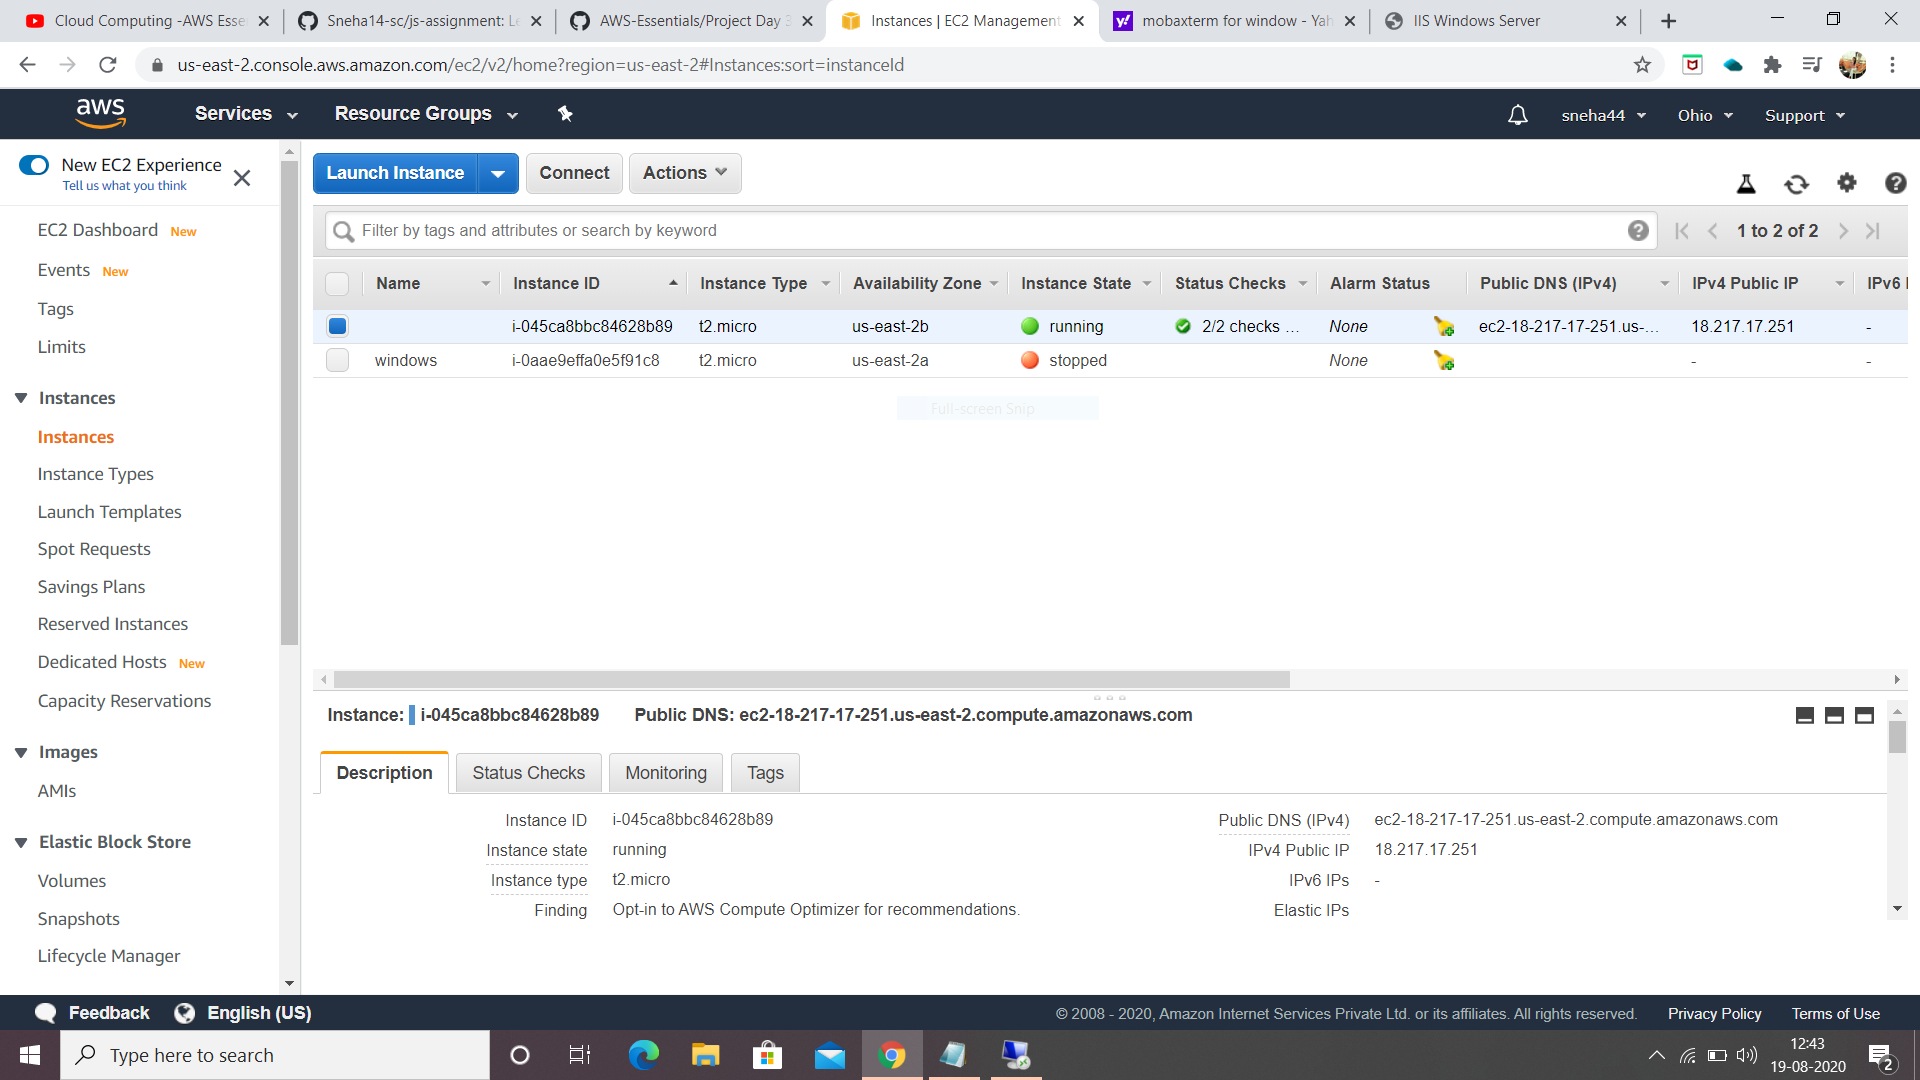 Cloud Computing -AWS Esse
Sneha14-sc/js-assignment: Le
AWS-Essentials/Project Day 3
Instances | EC2 Management
mobaxterm for window - Yah
IIS Windows Server
us-east-2.console.aws.amazon.com/ec2/v2/home?region=us-east-2#Instances:sort=instanceId
aws
Services
Resource Groups
sneha44
Ohio
Support
New EC2 Experience
Tell us what you think
EC2 Dashboard New
Events New
Tags
Limits
Instances
Instances
Instance Types
Launch Templates
Spot Requests
Savings Plans
Reserved Instances
Dedicated Hosts New
Capacity Reservations
Images
AMIs
Elastic Block Store
Volumes
Snapshots
Lifecycle Manager
Launch Instance
Connect
Actions
Filter by tags and attributes or search by keyword
1 to 2 of 2
Name Instance ID Instance Type Availability Zone Instance State Status Checks Alarm Status Public DNS (IPv4) IPv4 Public IP IPv6 I
i-045ca8bbc84628b89 t2.micro us-east-2b running 2/2 checks ... None ec2-18-217-17-251.us-... 18.217.17.251 -
windows i-0aae9effa0e5f91c8 t2.micro us-east-2a stopped None - -
Full-screen Snip
Instance: i-045ca8bbc84628b89 Public DNS: ec2-18-217-17-251.us-east-2.compute.amazonaws.com
Description
Status Checks
Monitoring
Tags
Instance ID i-045ca8bbc84628b89
Instance state running
Instance type t2.micro
Finding Opt-in to AWS Compute Optimizer for recommendations.
Public DNS (IPv4) ec2-18-217-17-251.us-east-2.compute.amazonaws.com
IPv4 Public IP 18.217.17.251
IPv6 IPs -
Elastic IPs
Feedback
English (US)
© 2008 - 2020, Amazon Internet Services Private Ltd. or its affiliates. All rights reserved.
Privacy Policy
Terms of Use
Type here to search
12:43
19-08-2020
2